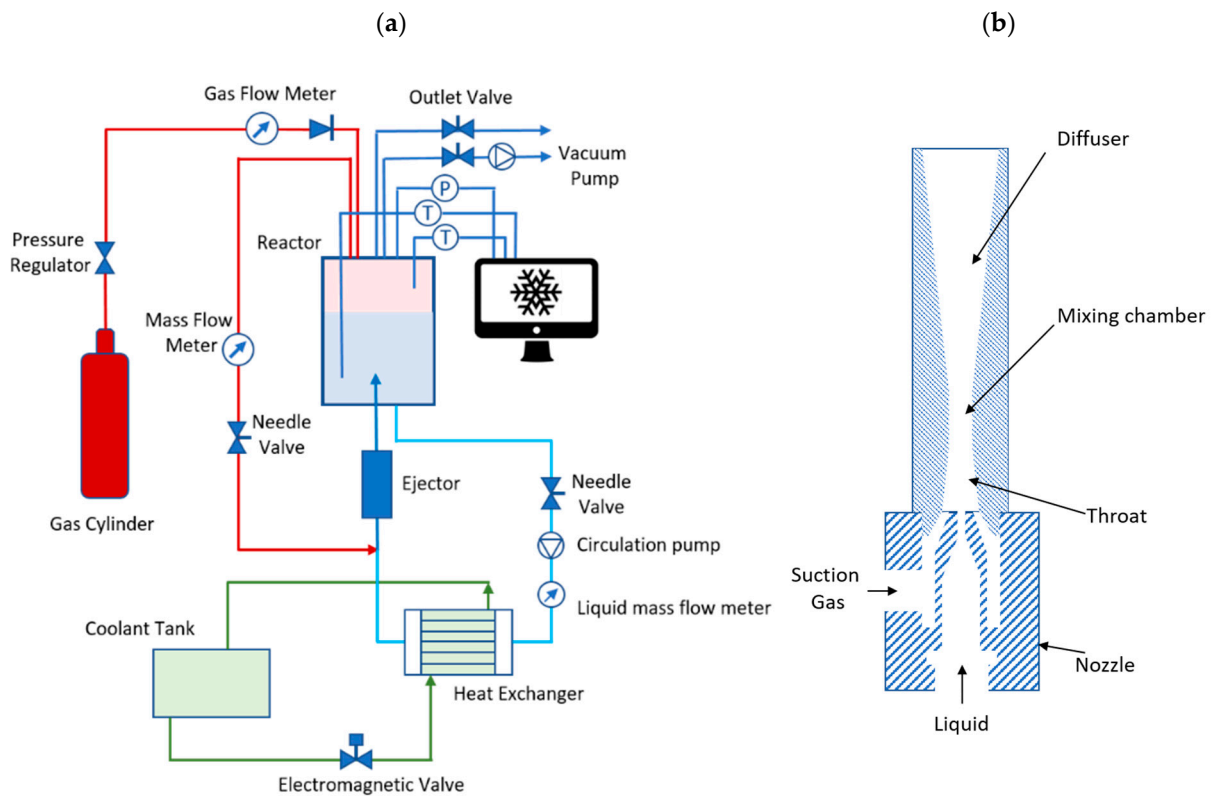 (a)
(b)
Gas Flow Meter
Outlet Valve
Vacuum
Pump
P
T
T
Reactor
Pressure
Regulator
Mass Flow
Meter
Needle
Valve
Gas Cylinder
Ejector
Needle
Valve
Circulation pump
Liquid mass flow meter
Coolant Tank
Heat Exchanger
Electromagnetic Valve
Diffuser
Mixing chamber
Throat
Suction
Gas
Nozzle
Liquid